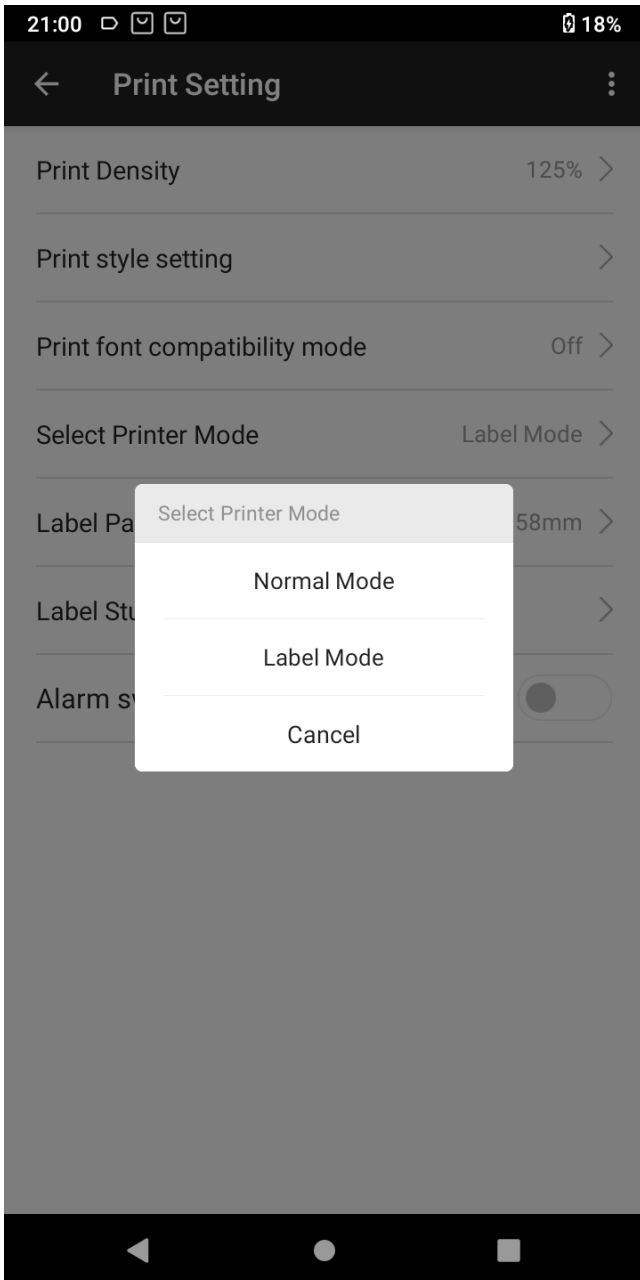 21:00 18%
Print Setting
Print Density 125%
Print style setting
Print font compatibility mode Off
Select Printer Mode Label Mode
Label Pa 58mm
Select Printer Mode
Normal Mode
Label Stu
Label Mode
Alarm s
Cancel